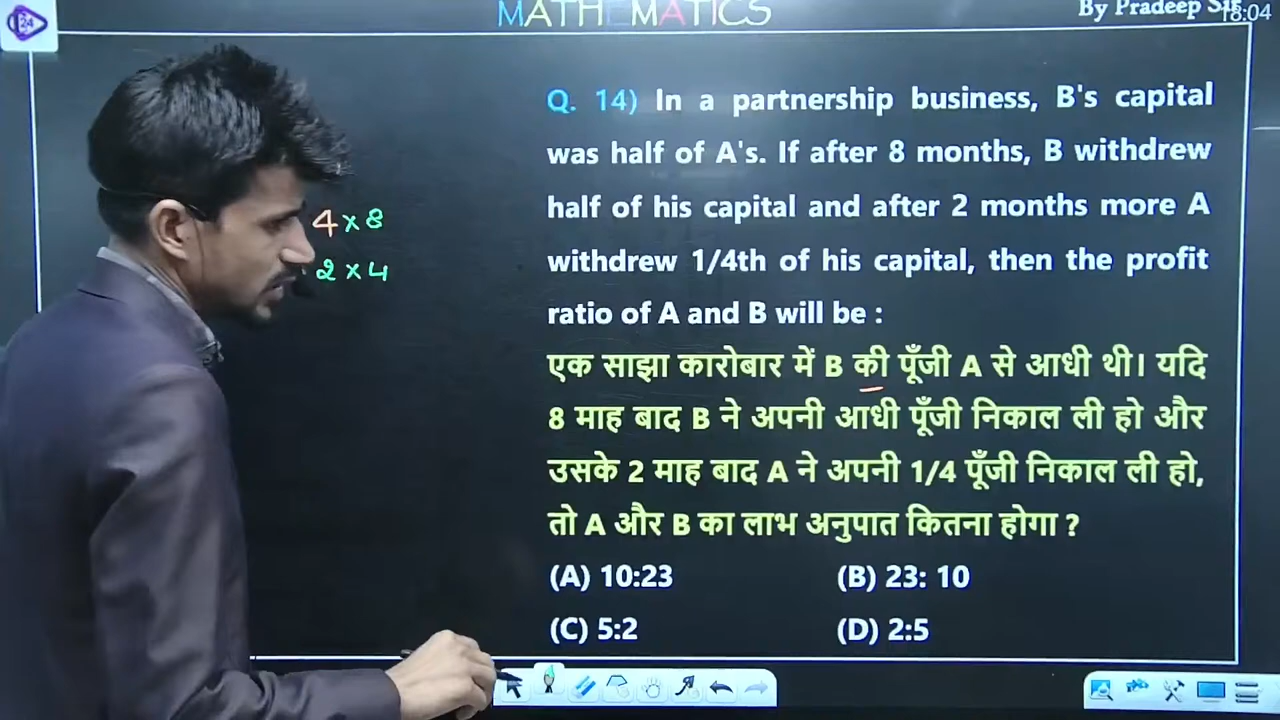 MATHEMATICS
By Pradeep Sir
18:04
24
Q. 14) In a partnership business, B's capital
was half of A's. If after 8 months, B withdrew
half of his capital and after 2 months more A
withdrew 1/4th of his capital, then the profit
ratio of A and B will be :
4 × 8
2 × 4
एक साझा कारोबार में B की पूँजी A से आधी थी। यदि
8 माह बाद B ने अपनी आधी पूँजी निकाल ली हो और
उसके 2 माह बाद A ने अपनी 1/4 पूँजी निकाल ली हो,
तो A और B का लाभ अनुपात कितना होगा ?
(A) 10:23 (B) 23: 10
(C) 5:2 (D) 2:5